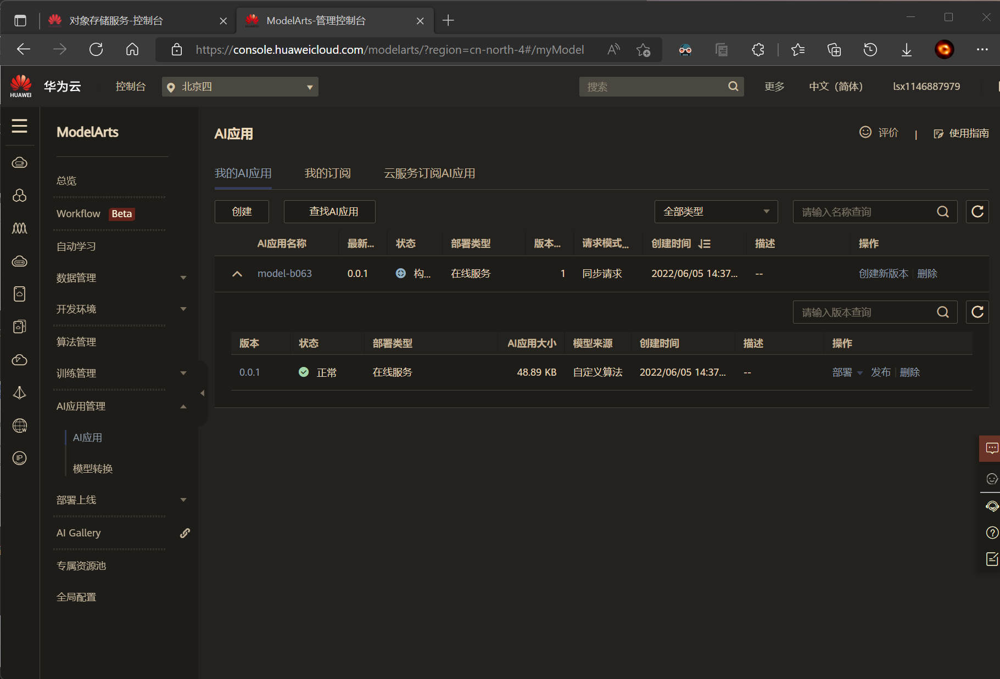 对象存储服务-控制台
ModelArts-管理控制台
https://console.huaweicloud.com/modelarts/?region=cn-north-4#/myModel
HUAWEI
华为云
控制台
北京四
搜索
更多
中文（简体）
lsx1146887979
ModelArts
总览
Workflow Beta
自动学习
数据管理
开发环境
算法管理
训练管理
AI应用管理
AI应用
模型转换
部署上线
AI Gallery
专属资源池
全局配置
AI应用
评价 | 使用指南
我的AI应用 我的订阅 云服务订阅AI应用
创建 查找AI应用 全部类型 请输入名称查询
AI应用名称 最新... 状态 部署类型 版本... 请求模式... 创建时间 描述 操作
model-b063 0.0.1 构... 在线服务 1 同步请求 2022/06/05 14:37... -- 创建新版本 删除
请输入版本查询
版本 状态 部署类型 AI应用大小 模型来源 创建时间 描述 操作
0.0.1 正常 在线服务 48.89 KB 自定义算法 2022/06/05 14:37... -- 部署 发布 删除